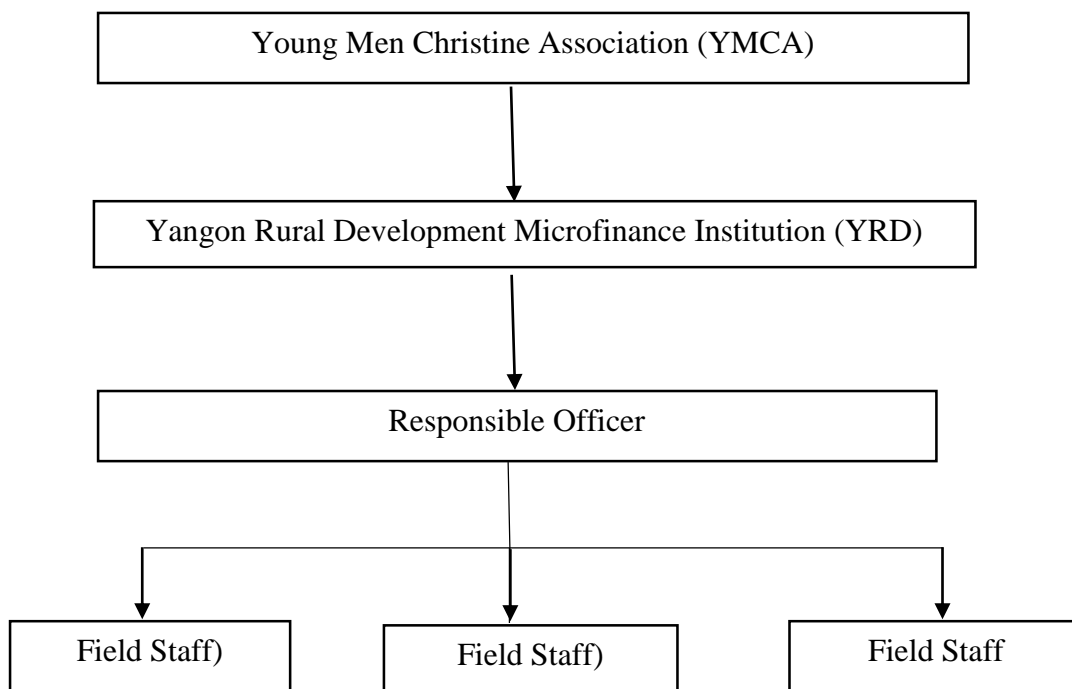 Young Men Christine Association (YMCA)
Yangon Rural Development Microfinance Institution (YRD)
Responsible Officer
Field Staff)
Field Staff)
Field Staff